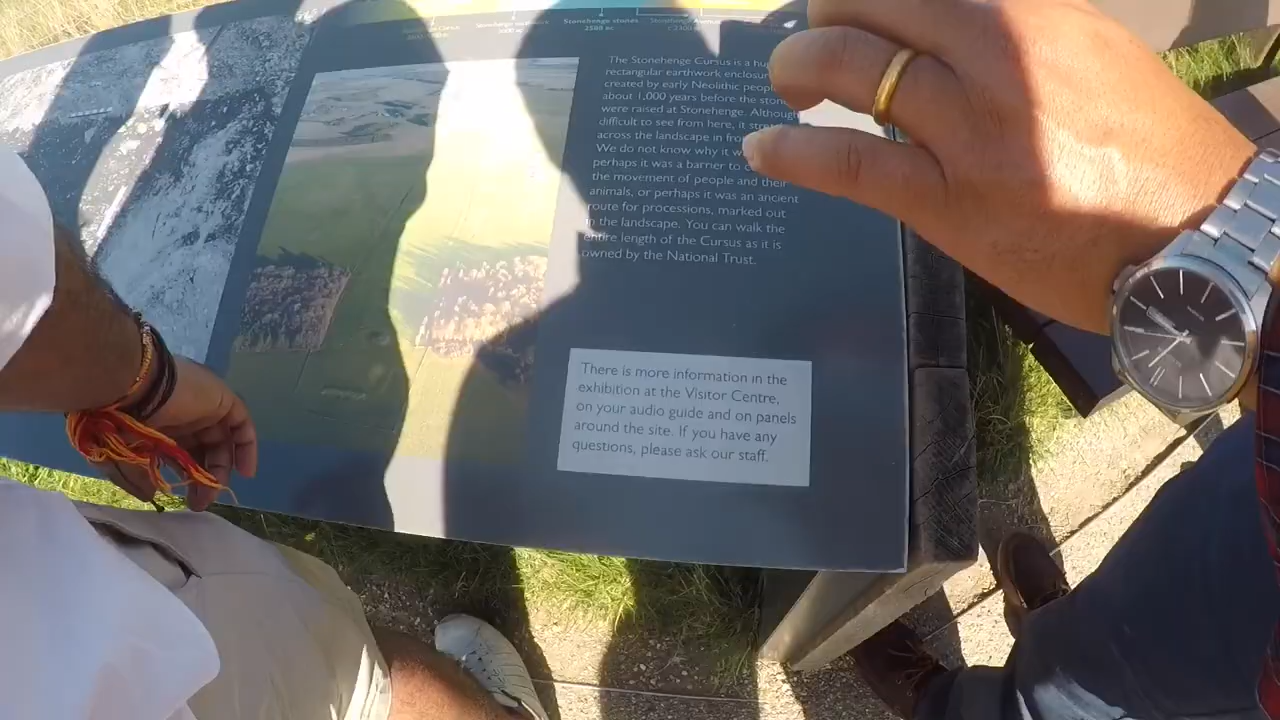 Stonehenge stones
2500 BC
The Stonehenge Cursus is a
rectangular earthwork
created by early Neolithic
about 1,000 years before the
were raised at Stonehenge. Although
difficult to see from here, it
across the landscape in
We do not know why it
perhaps it was a barrier to
the movement of people and their
animals, or perhaps it was an ancient
route for processions, marked out
in the landscape. You can walk the
entire length of the Cursus as it is
owned by the National Trust.
There is more information in the
exhibition at the Visitor Centre,
on your audio guide and on panels
around the site. If you have any
questions, please ask our staff.